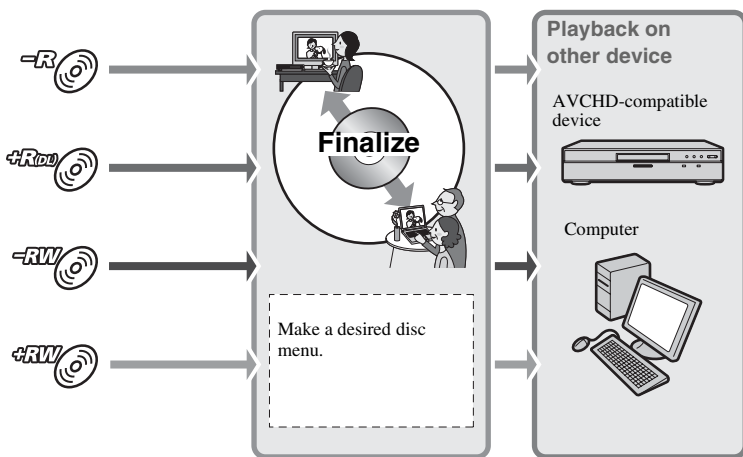 -R
+R(DL)
-RW
+RW
Finalize
Make a desired disc
menu.
Playback on
other device
AVCHD-compatible
device
Computer